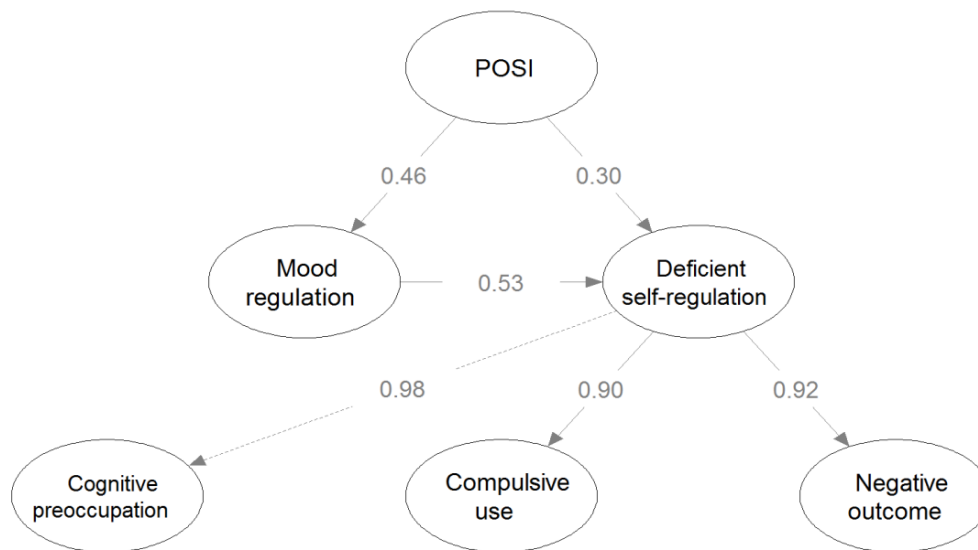 POSI
0.46
0.30
Mood
regulation
0.53
Deficient
self-regulation
0.98
0.90
0.92
Cognitive
preoccupation
Compulsive
use
Negative
outcome